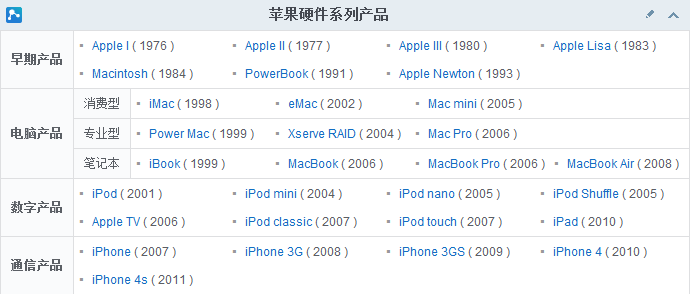 苹果硬件系列产品
早期产品
Apple I ( 1976 ) Apple II ( 1977 ) Apple III ( 1980 ) Apple Lisa ( 1983 )
Macintosh ( 1984 ) PowerBook ( 1991 ) Apple Newton ( 1993 )
电脑产品
消费型 iMac ( 1998 ) eMac ( 2002 ) Mac mini ( 2005 )
专业型 Power Mac ( 1999 ) Xserve RAID ( 2004 ) Mac Pro ( 2006 )
笔记本 iBook ( 1999 ) MacBook ( 2006 ) MacBook Pro ( 2006 ) MacBook Air ( 2008 )
数字产品
iPod ( 2001 ) iPod mini ( 2004 ) iPod nano ( 2005 ) iPod Shuffle ( 2005 )
Apple TV ( 2006 ) iPod classic ( 2007 ) iPod touch ( 2007 ) iPad ( 2010 )
通信产品
iPhone ( 2007 ) iPhone 3G ( 2008 ) iPhone 3GS ( 2009 ) iPhone 4 ( 2010 )
iPhone 4s ( 2011 )